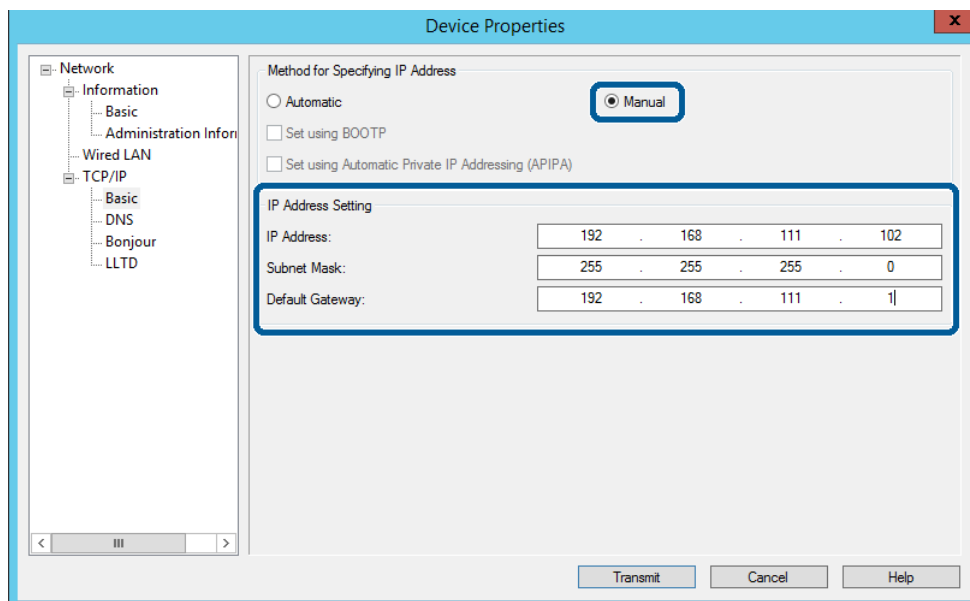 Device Properties
x
Network
Information
Basic
Administration Inforı
Wired LAN
TCP/IP
Basic
DNS
Bonjour
LLTD
Method for Specifying IP Address
Automatic
Manual
Set using BOOTP
Set using Automatic Private IP Addressing (APIPA)
IP Address Setting
IP Address: 192 . 168 . 111 . 102
Subnet Mask: 255 . 255 . 255 . 0
Default Gateway: 192 . 168 . 111 . 1
Transmit Cancel Help